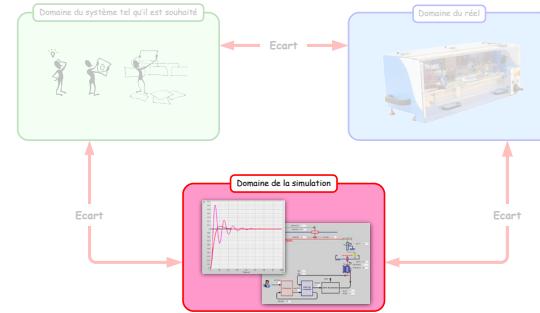 Domaine du système tel qu'il est souhaité
Domaine du réel
Ecart
Ecart
Ecart
Domaine de la simulation